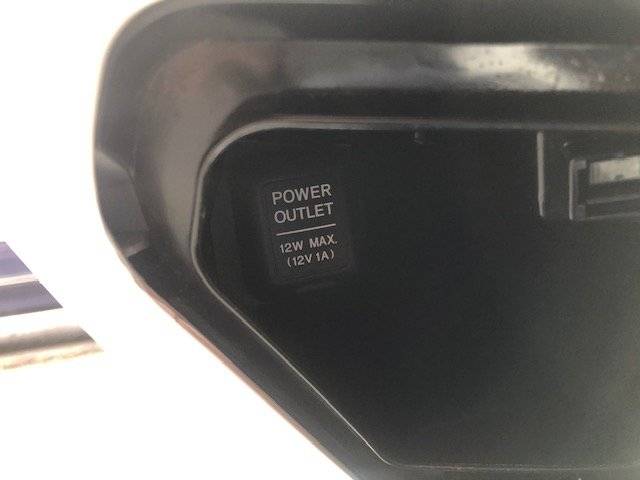 POWER
OUTLET
12W MAX.
(12V 1A)